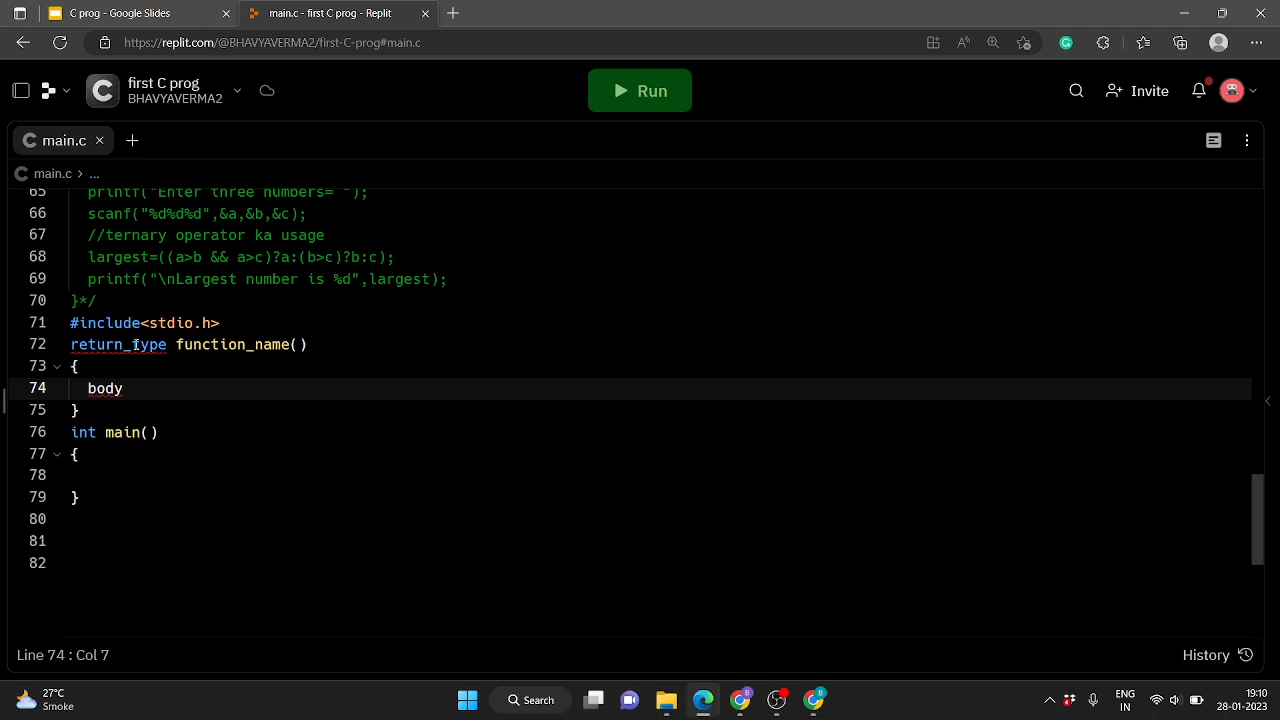 C prog - Google Slides
main.c - first C prog - Replit
https://replit.com/@BHAVYAVERMA2/first-C-prog#main.c
first C prog
BHAVYAVERMA2
Run
Invite
main.c
main.c > ...
65 printf("Enter three numbers= ");
66 scanf("%d%d%d",&a,&b,&c);
67 //ternary operator ka usage
68 largest=((a>b && a>c)?a:(b>c)?b:c);
69 printf("\nLargest number is %d",largest);
70 }*/
71 #include<stdio.h>
72 return_type function_name()
73 {
74 body
75 }
76 int main()
77 {
78
79 }
80
81
82
Line 74 : Col 7
History
27°C
Smoke
Search
ENG
IN
19:10
28-01-2023